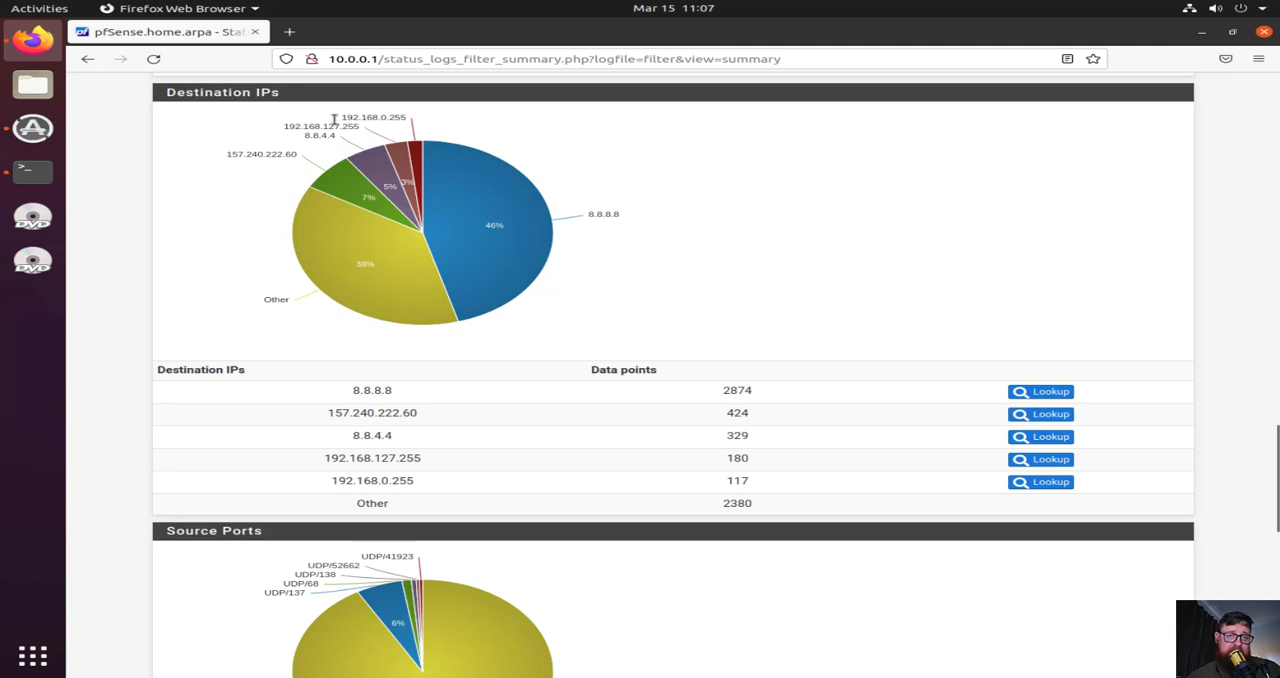 Activities Firefox Web Browser Mar 15 11:07
pfSense.home.arpa - Stat
10.0.0.1/status_logs_filter_summary.php?logfile=filter&view=summary
Destination IPs
192.168.0.255
192.168.127.255
8.8.4.4
157.240.222.60
5%
3%
7%
8.8.8.8
46%
38%
Other
Destination IPs Data points
8.8.8.8 2874 Lookup
157.240.222.60 424 Lookup
8.8.4.4 329 Lookup
192.168.127.255 180 Lookup
192.168.0.255 117 Lookup
Other 2380
Source Ports
UDP/41923
UDP/52662
UDP/138
UDP/68
UDP/137
6%